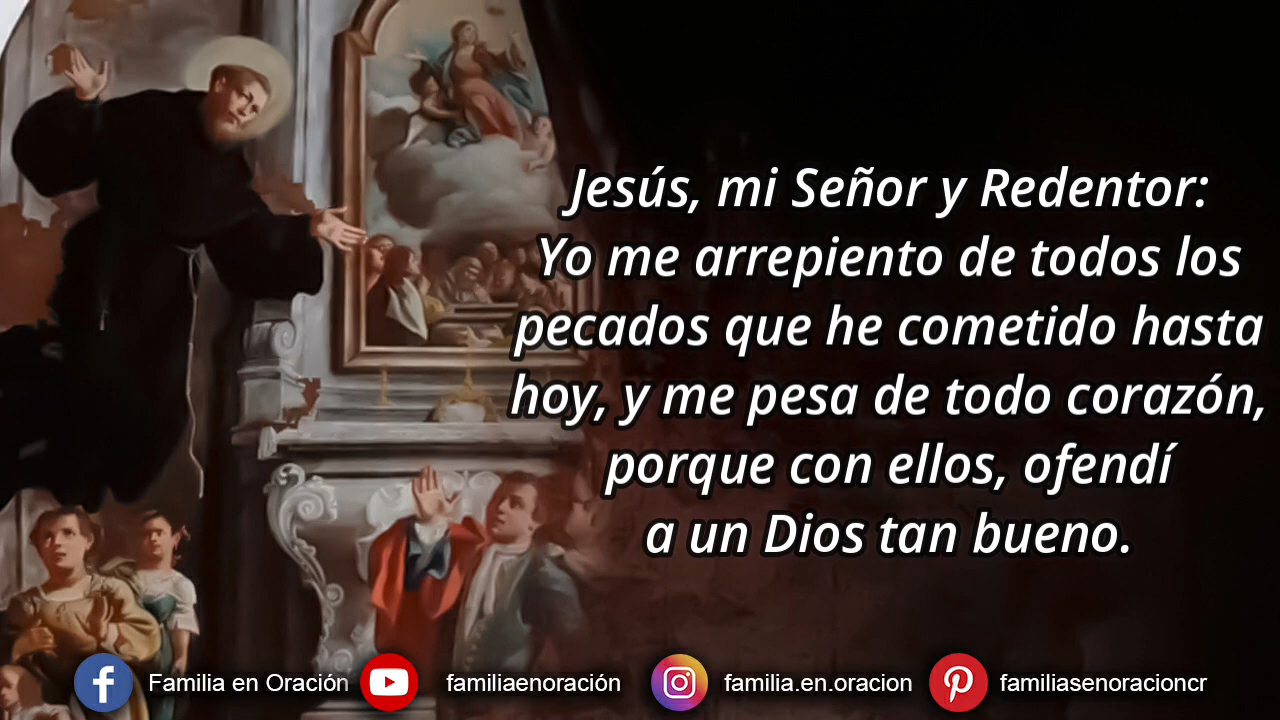 Jesús, mi Señor y Redentor:
Yo me arrepiento de todos los
pecados que he cometido hasta
hoy, y me pesa de todo corazón,
porque con ellos, ofendí
a un Dios tan bueno.
Familia en Oración
familiaenoración
familia.en.oracion
familiasenoracioncr